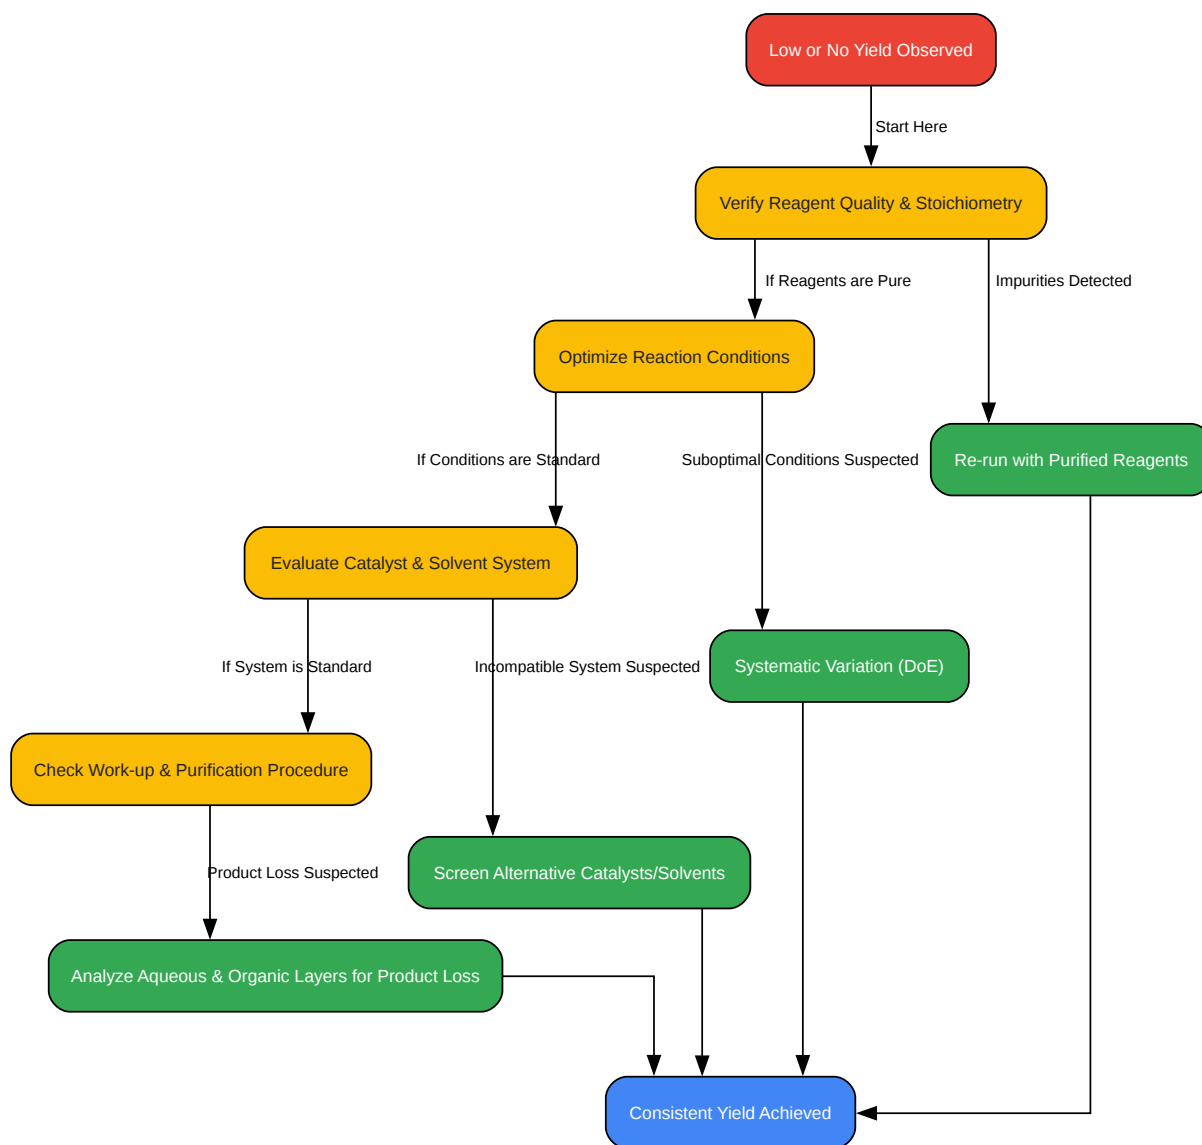 Low or No Yield Observed
Start Here
Verify Reagent Quality & Stoichiometry
If Reagents are Pure
Impurities Detected
Optimize Reaction Conditions
If Conditions are Standard
Suboptimal Conditions Suspected
Re-run with Purified Reagents
Evaluate Catalyst & Solvent System
If System is Standard
Incompatible System Suspected
Systematic Variation (DoE)
Check Work-up & Purification Procedure
Product Loss Suspected
Screen Alternative Catalysts/Solvents
Analyze Aqueous & Organic Layers for Product Loss
Consistent Yield Achieved